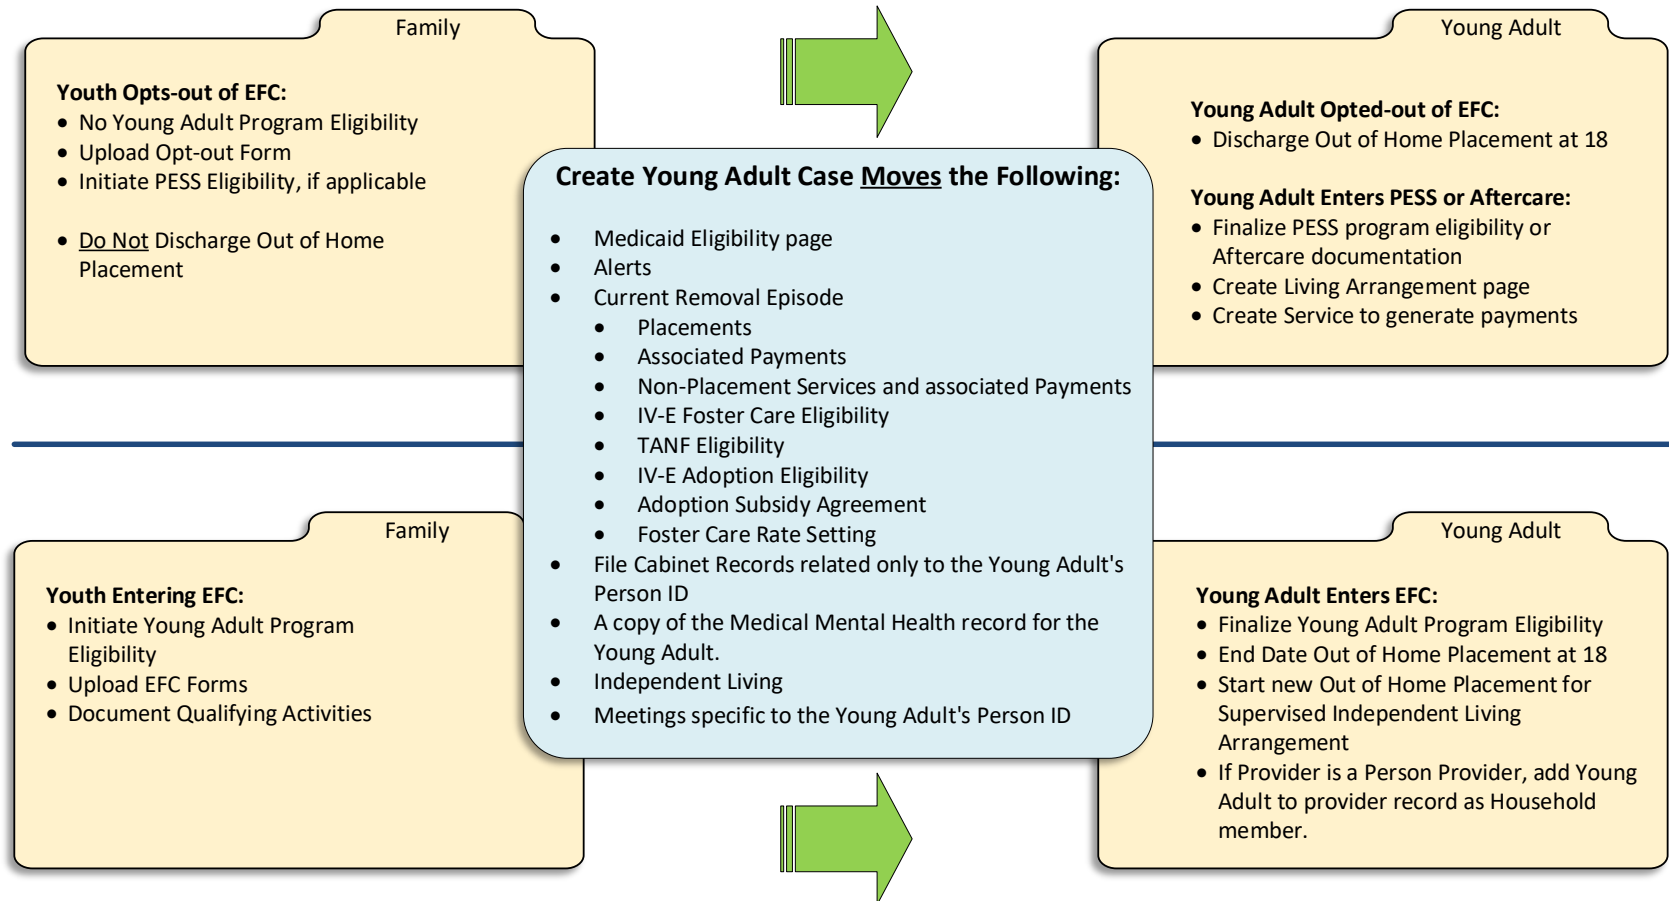 Family
Youth Opts-out of EFC:
• No Young Adult Program Eligibility
• Upload Opt-out Form
• Initiate PESS Eligibility, if applicable
• Do Not Discharge Out of Home
Placement
Young Adult
Young Adult Opted-out of EFC:
• Discharge Out of Home Placement at 18
Young Adult Enters PESS or Aftercare:
• Finalize PESS program eligibility or
Aftercare documentation
• Create Living Arrangement page
• Create Service to generate payments
Create Young Adult Case Moves the Following:
• Medicaid Eligibility page
• Alerts
• Current Removal Episode
• Placements
• Associated Payments
• Non-Placement Services and associated Payments
• IV-E Foster Care Eligibility
• TANF Eligibility
• IV-E Adoption Eligibility
• Adoption Subsidy Agreement
• Foster Care Rate Setting
• File Cabinet Records related only to the Young Adult's
Person ID
• A copy of the Medical Mental Health record for the
Young Adult.
• Independent Living
• Meetings specific to the Young Adult's Person ID
Family
Youth Entering EFC:
• Initiate Young Adult Program
Eligibility
• Upload EFC Forms
• Document Qualifying Activities
Young Adult
Young Adult Enters EFC:
• Finalize Young Adult Program Eligibility
• End Date Out of Home Placement at 18
• Start new Out of Home Placement for
Supervised Independent Living
Arrangement
• If Provider is a Person Provider, add Young
Adult to provider record as Household
member.